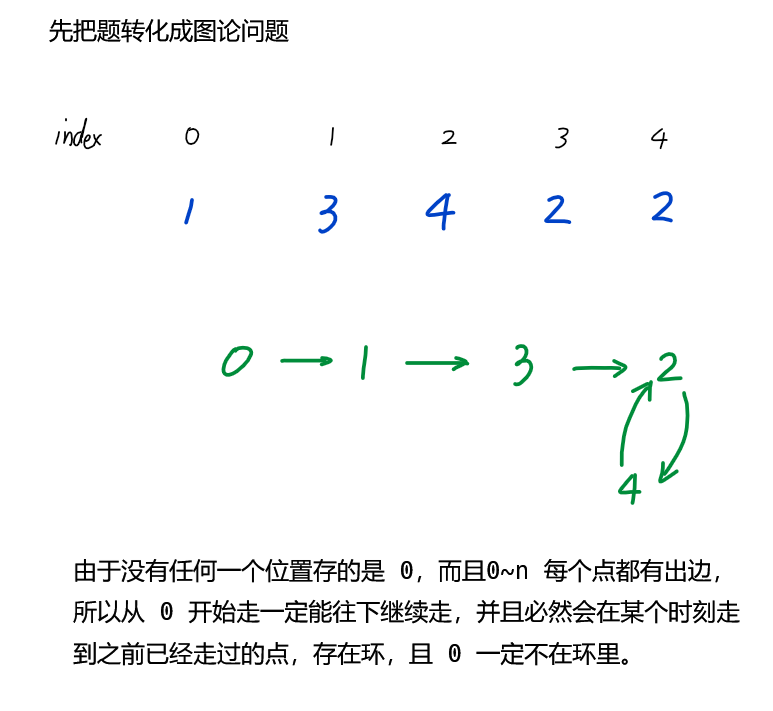 先把题转化成图论问题
index 0 1 2 3 4
1 3 4 2 2
0 → 1 → 3 → 2
4
由于没有任何一个位置存的是 0，而且0~n 每个点都有出边，
所以从 0 开始走一定能往下继续走，并且必然会在某个时刻走
到之前已经走过的点，存在环，且 0 一定不在环里。